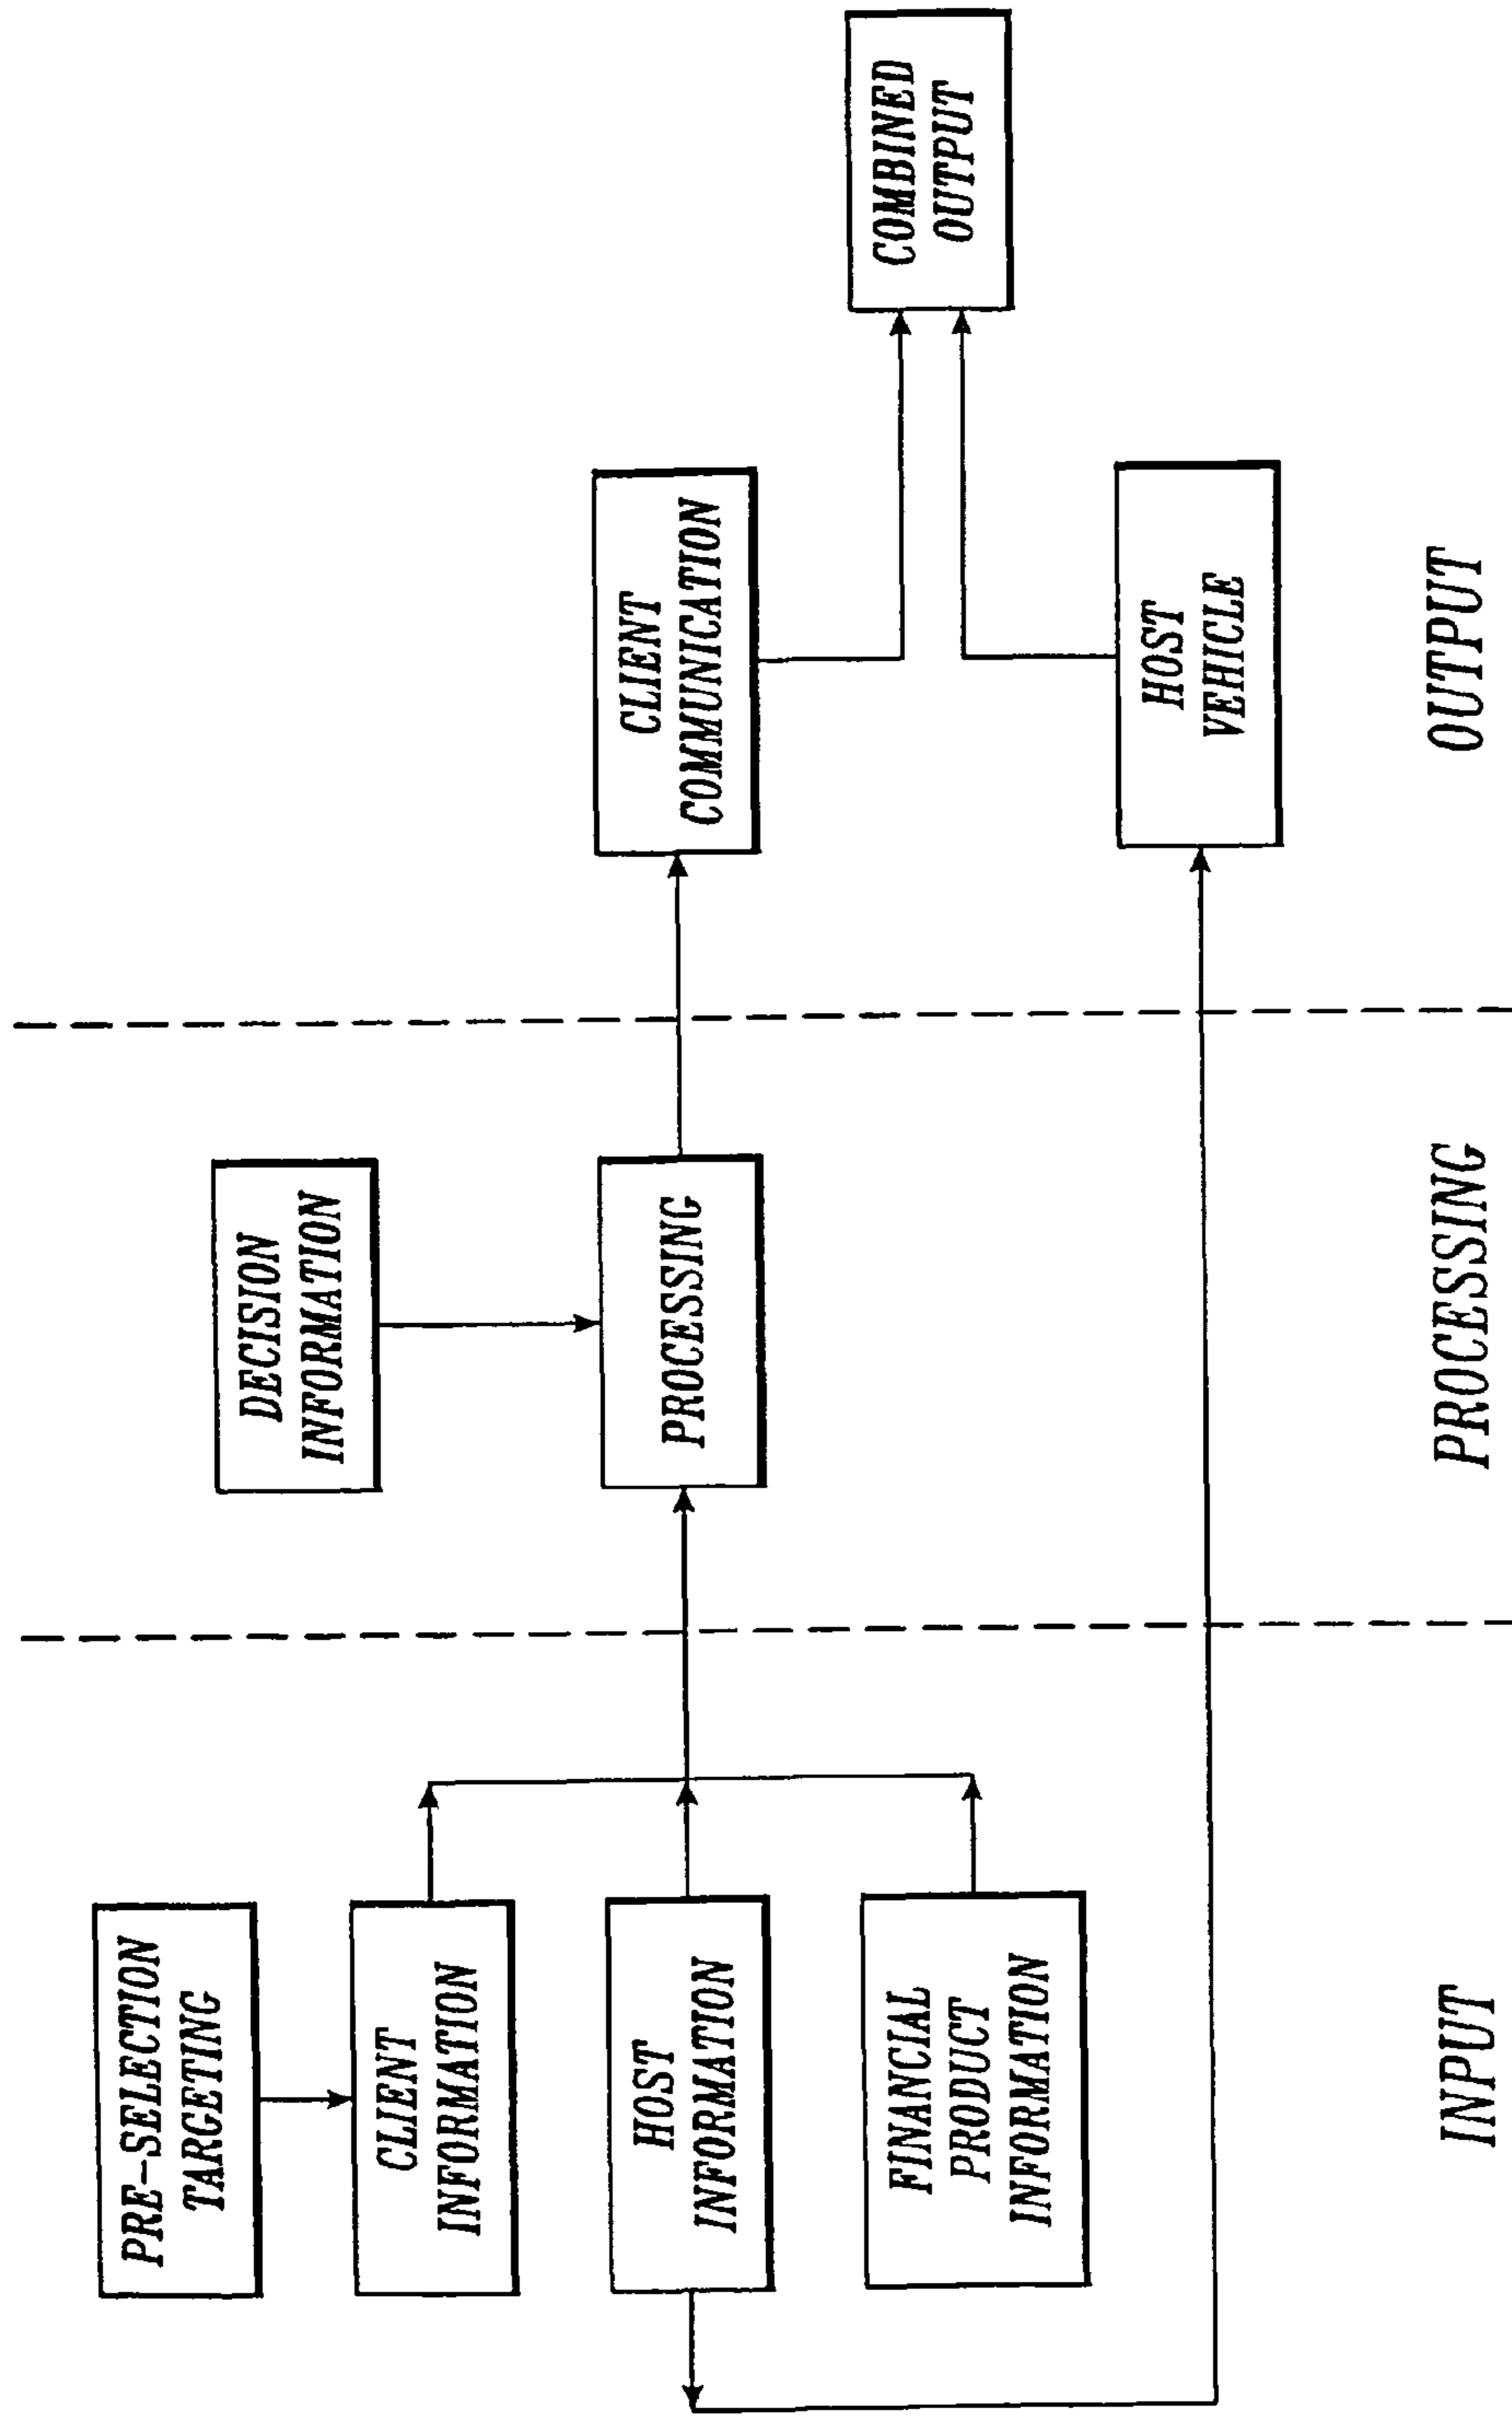 PRE-SELECTION
TARGETING
CLIENT
INFORMATION
HOST
INFORMATION
FINANCIAL
PRODUCT
INFORMATION
DECISION
INFORMATION
PROCESSING
CLIENT
COMMUNICATION
HOST
VEHICLE
COMBINED
OUTPUT
INPUT
PROCESSING
OUTPUT